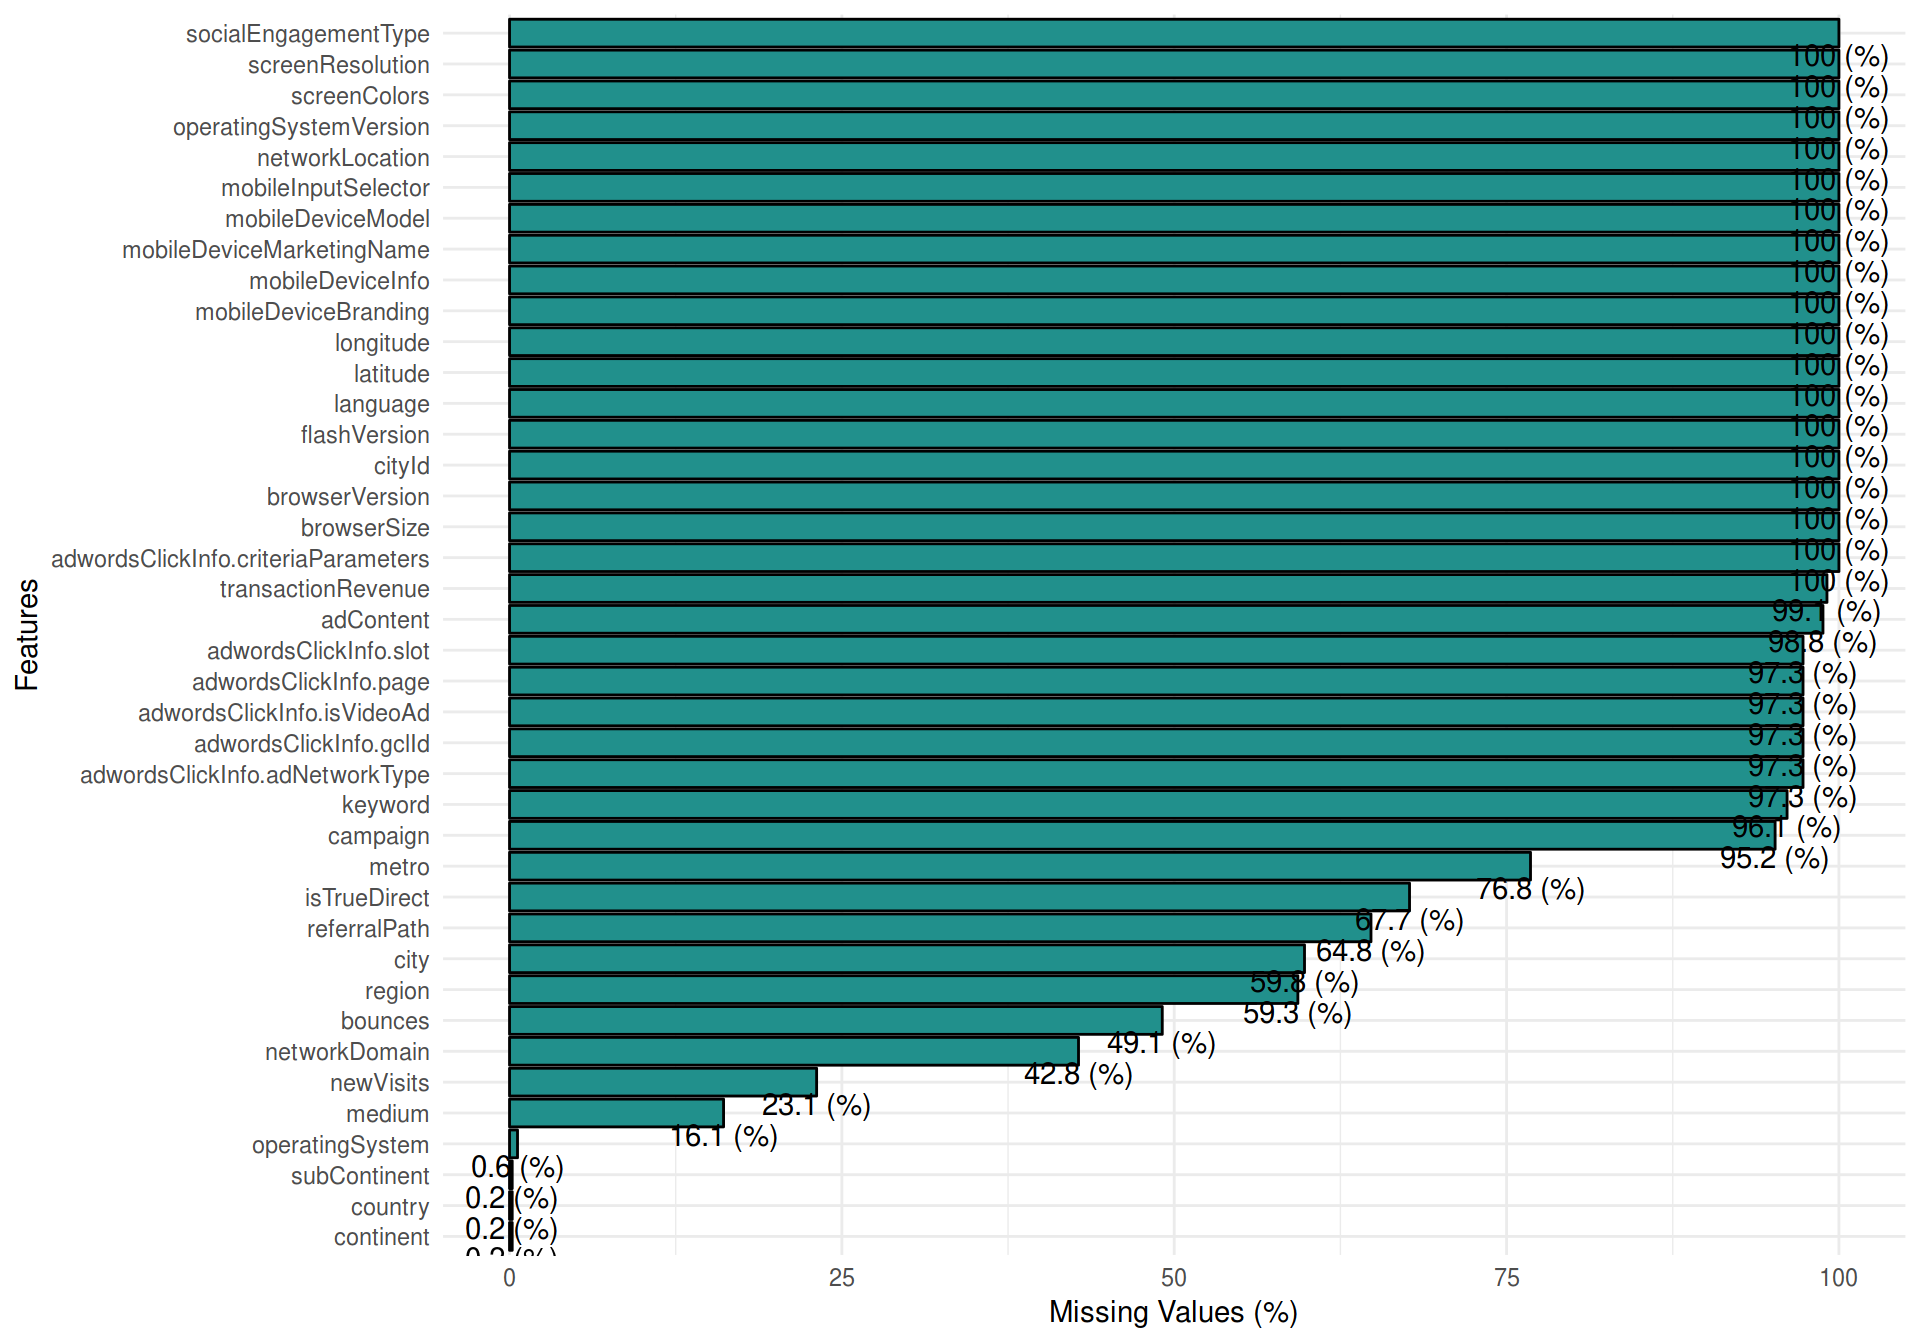 socialEngagementType
100 (%)
screenResolution
100 (%)
screenColors
100 (%)
operatingSystemVersion
100 (%)
networkLocation
100 (%)
mobileInputSelector
100 (%)
mobileDeviceModel
100 (%)
mobileDeviceMarketingName
100 (%)
mobileDeviceInfo
100 (%)
mobileDeviceBranding
100 (%)
longitude
100 (%)
latitude
100 (%)
language
100 (%)
flashVersion
100 (%)
cityId
100 (%)
browserVersion
100 (%)
browserSize
100 (%)
adwordsClickInfo.criteriaParameters
100 (%)
transactionRevenue
99.1 (%)
adContent
98.8 (%)
adwordsClickInfo.slot
97.3 (%)
adwordsClickInfo.page
97.3 (%)
adwordsClickInfo.isVideoAd
97.3 (%)
adwordsClickInfo.gclId
97.3 (%)
adwordsClickInfo.adNetworkType
97.3 (%)
keyword
96.1 (%)
campaign
95.2 (%)
metro
76.8 (%)
isTrueDirect
67.7 (%)
referralPath
64.8 (%)
city
59.8 (%)
region
59.3 (%)
bounces
49.1 (%)
networkDomain
42.8 (%)
newVisits
23.1 (%)
medium
16.1 (%)
operatingSystem
0.6 (%)
subContinent
0.2 (%)
country
0.2 (%)
continent
0.2 (%)
Features
0 25 50 75 100
Missing Values (%)